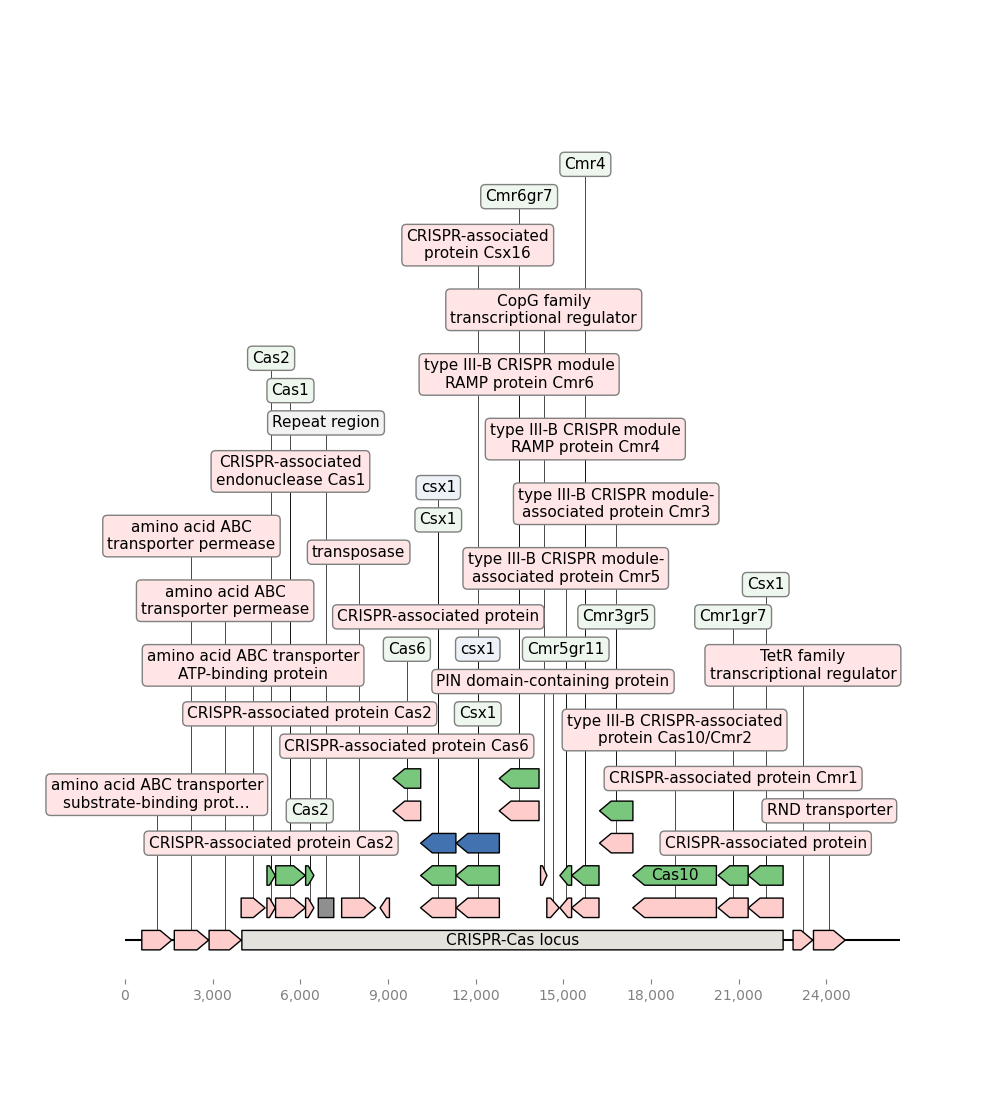 Cmr4
Cmr6gr7
CRISPR-associated
protein Csx16
CopG family
transcriptional regulator
Cas2
type III-B CRISPR module
RAMP protein Cmr6
Cas1
Repeat region
type III-B CRISPR module
RAMP protein Cmr4
CRISPR-associated
endonuclease Cas1
csx1
type III-B CRISPR module-
associated protein Cmr3
Csx1
amino acid ABC
transporter permease
transposase
type III-B CRISPR module-
associated protein Cmr5
Csx1
amino acid ABC
transporter permease
CRISPR-associated protein
Cmr3gr5
Cmr1gr7
Cas6
csx1
Cmr5gr11
amino acid ABC transporter
ATP-binding protein
TetR family
transcriptional regulator
PIN domain-containing protein
CRISPR-associated protein Cas2
Csx1
type III-B CRISPR-associated
protein Cas10/Cmr2
CRISPR-associated protein Cas6
CRISPR-associated protein Cmr1
amino acid ABC transporter
substrate-binding prot...
Cas2
RND transporter
CRISPR-associated protein Cas2
CRISPR-associated protein
Cas10
CRISPR-Cas locus
0 3,000 6,000 9,000 12,000 15,000 18,000 21,000 24,000